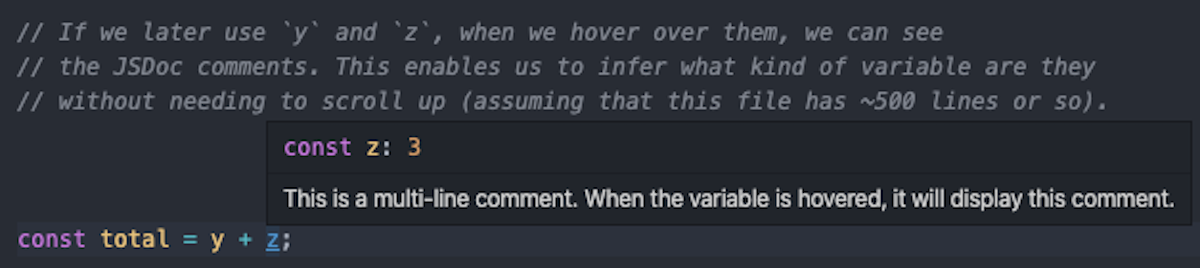 // If we later use `y` and `z`, when we hover over them, we can see
// the JSDoc comments. This enables us to infer what kind of variable are they
// without needing to scroll up (assuming that this file has ~500 lines or so).
const z: 3
This is a multi-line comment. When the variable is hovered, it will display this comment.
const total = y + z;